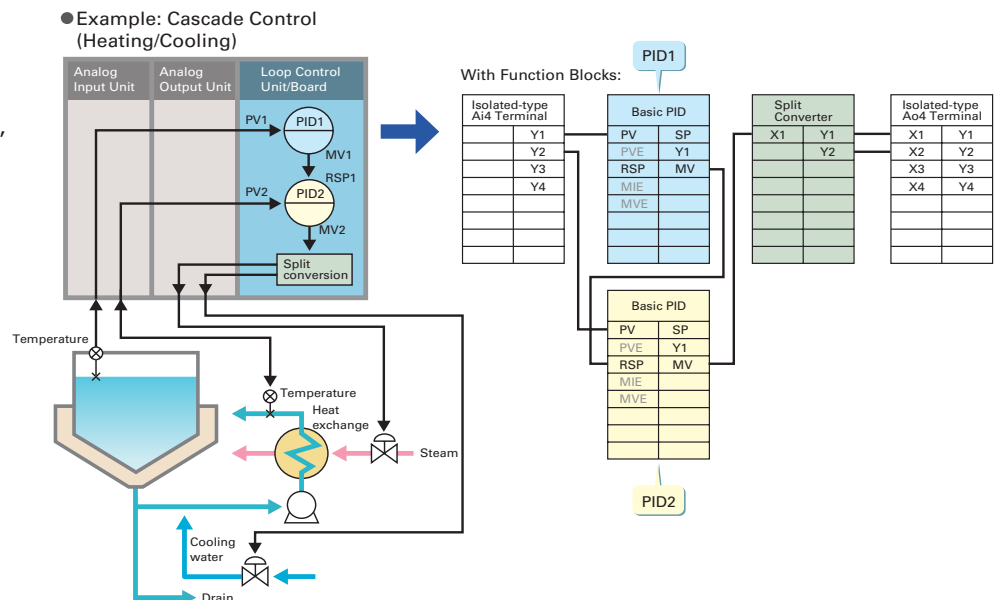 ●Example: Cascade Control
(Heating/Cooling)
,
Analog
Input Unit
Analog
Output Unit
Loop Control
Unit/Board
PV1
PID1
MV1
RSP1
PV2
PID2
MV2
Split
conversion
Temperature
Temperature
Heat
exchange
Steam
Cooling
water
Drain
With Function Blocks:
PID1
Isolated-type
Ai4 Terminal
Y1
Y2
Y3
Y4
Basic PID
PV SP
PVE Y1
RSP MV
MIE
MVE
Split
Converter
X1 Y1
Y2
Isolated-type
Ao4 Terminal
X1 Y1
X2 Y2
X3 Y3
X4 Y4
Basic PID
PV SP
PVE Y1
RSP MV
MIE
MVE
PID2